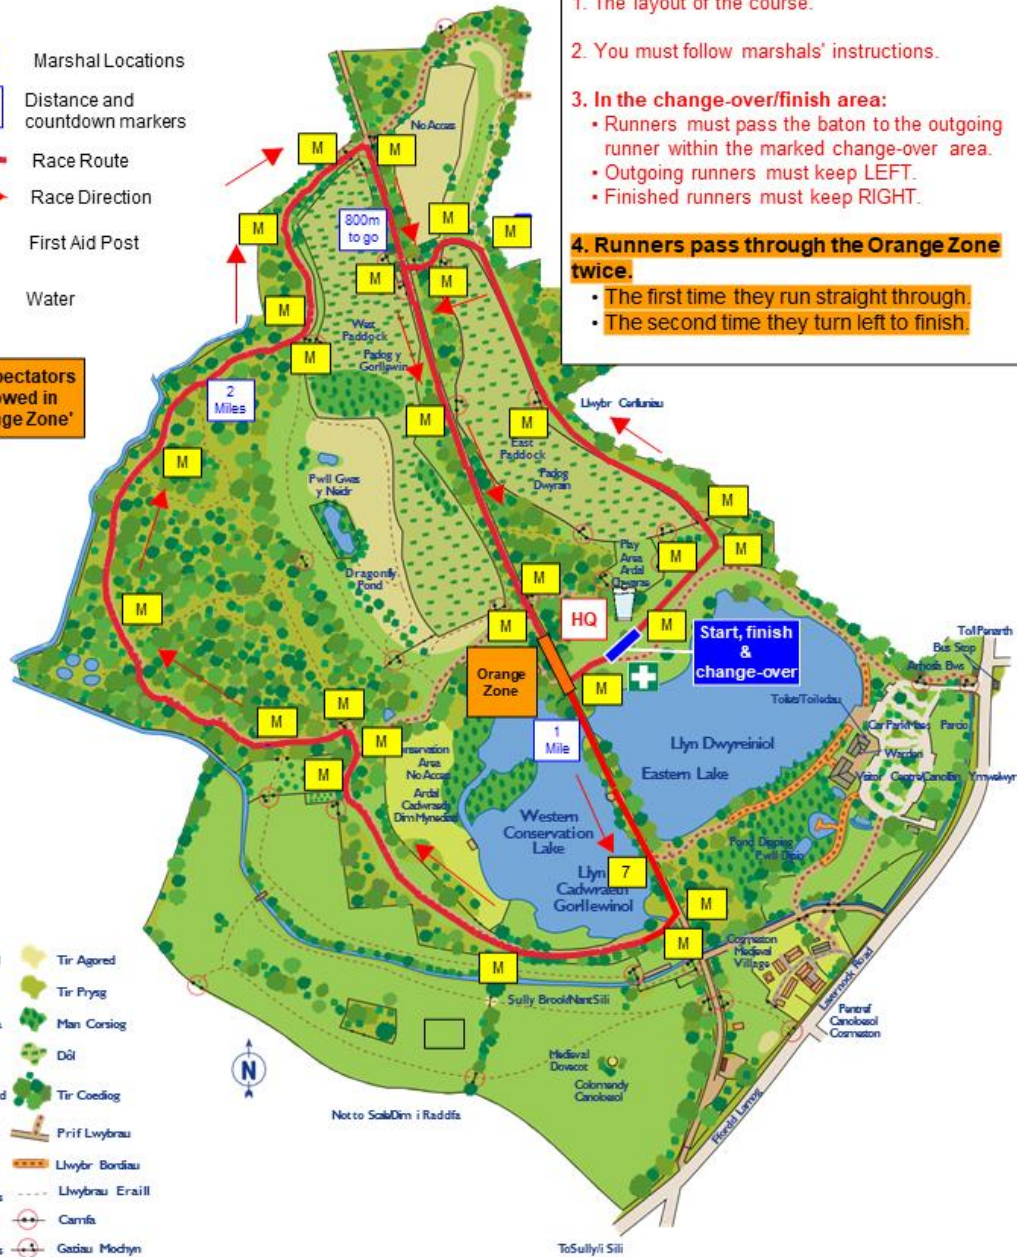 1. The layout of the course.
2. You must follow marshals' instructions.
3. In the change-over/finish area:
• Runners must pass the baton to the outgoing
runner within the marked change-over area.
• Outgoing runners must keep LEFT.
• Finished runners must keep RIGHT.
4. Runners pass through the Orange Zone
twice.
• The first time they run straight through.
• The second time they turn left to finish.
Marshal Locations
Distance and
countdown markers
Race Route
Race Direction
First Aid Post
Water
pectators
owed in
ge Zone'
No Access
M
M
M
M
M
800m
to go
M
M
M
M
M
West
Paddock
Padog y
Gorllewin
2
Miles
M
M
Llwybr Cerfluniau
East
Paddock
Padog
Dwyrain
M
Pwll Gwas
y Neidr
M
M
M
Play
Area
Ardal
Chwarae
Dragonfly
Pond
M
M
M
HQ
M
Start, finish
&
change-over
To/I Penarth
Bus Stop
Arhosfa Bws
Orange
Zone
M
Toilets/Toiledau
M
M
M
M
1
Mile
Car Park/Maes Parcio
Warden
Visitor Centre/Canolfan Ymwelwyr
Llyn Dwyreiniol
Eastern Lake
Conservation
Area
No Access
Ardal
Cadwraeth
Dim Mynediad
Western
Conservation
Lake
Llyn
Cadwraeth
Gorllewinol
Pond Dipping
Pwll Dipio
7
M
M
M
Cosmeston
Medieval
Village
Sully Brook/Nant Sili
Lavernock Road
Pentref
Canoloesol
Cosmeston
Medieval
Dovecot
Colomendy
Canoloesol
N
Not to Scale/Dim i Raddfa
Ffordd Larnog
To Sully/i Sili
Tir Agored
Tir Prysg
Man Corsiog
Dôl
Tir Coediog
Prif Lwybrau
Llwybr Bordiau
Llwybrau Eraill
Camfa
Gatiau Mochyn